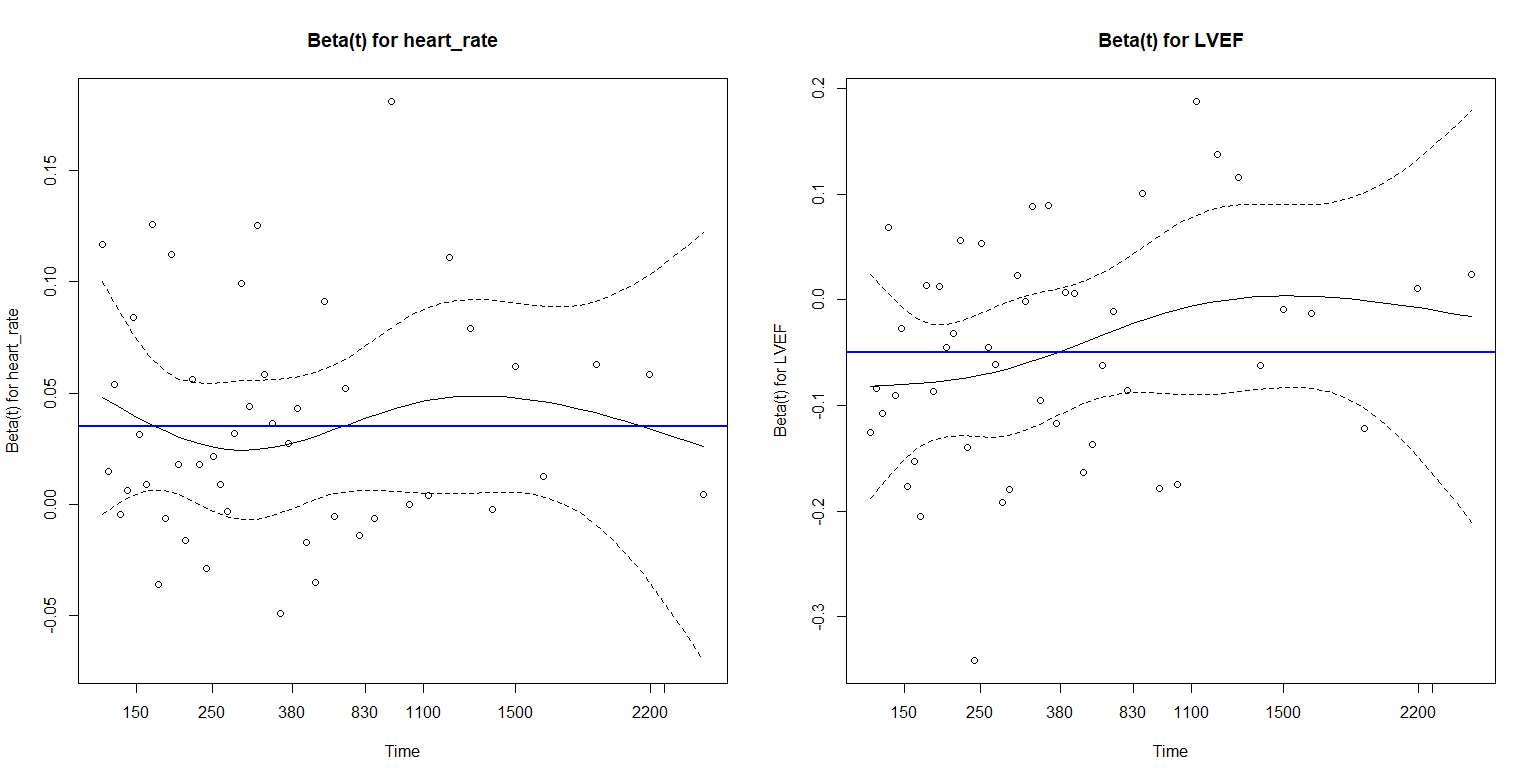 Beta(t) for heart_rate
Beta(t) for heart_rate
0.15
0.10
0.05
0.00
-0.05
150 250 380 830 1100 1500 2200
Time
Beta(t) for LVEF
Beta(t) for LVEF
0.2
0.1
0.0
-0.1
-0.2
-0.3
150 250 380 830 1100 1500 2200
Time